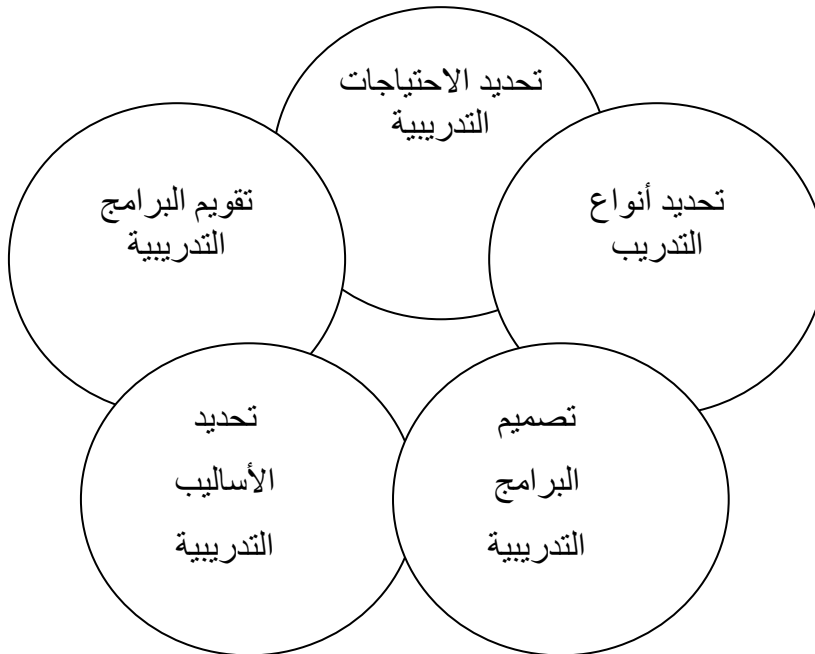 تحديد الاحتياجات
التدريبية
تحديد أنواع
التدريب
تصميم
البرامج
التدريبية
تحديد
الأساليب
التدريبية
تقويم البرامج
التدريبية